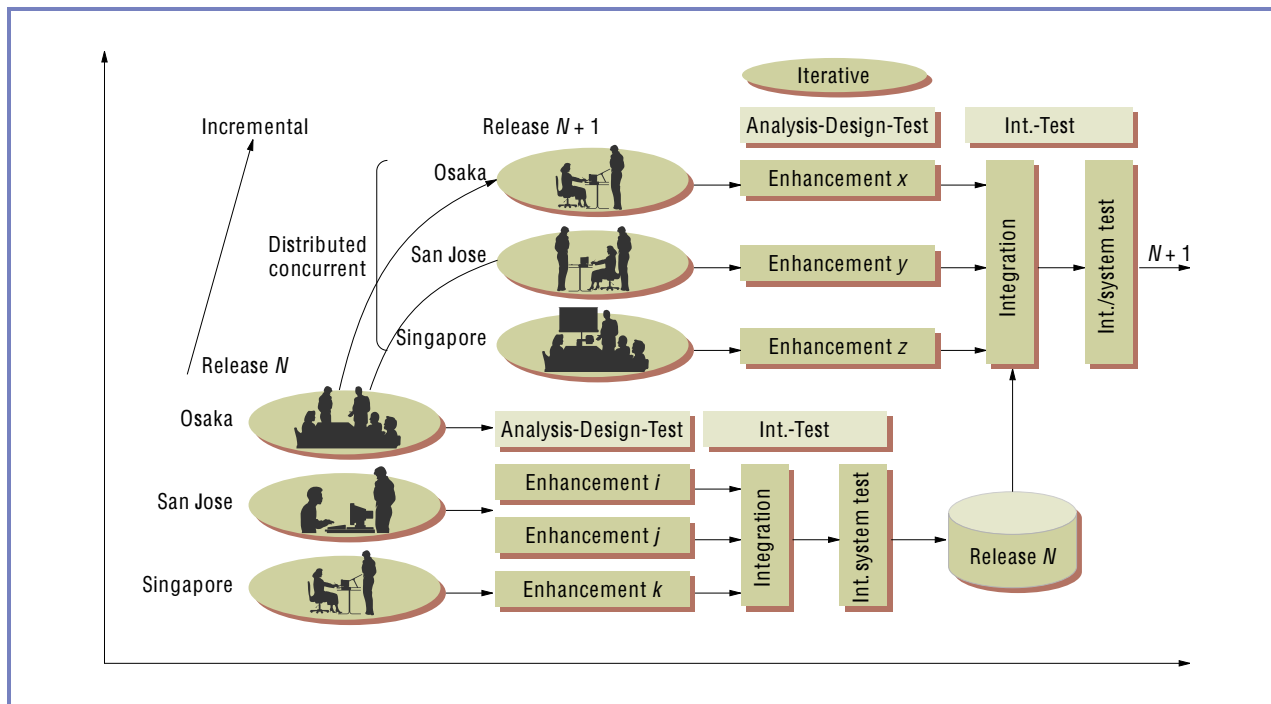 Iterative
Incremental
Release N + 1
Analysis-Design-Test
Int.-Test
Osaka
Enhancement x
Distributed
concurrent
San Jose
Enhancement y
Integration
Int./system test
N + 1
Singapore
Enhancement z
Release N
Osaka
Analysis-Design-Test
Int.-Test
San Jose
Enhancement i
Enhancement j
Integration
Int.system test
Release N
Singapore
Enhancement k